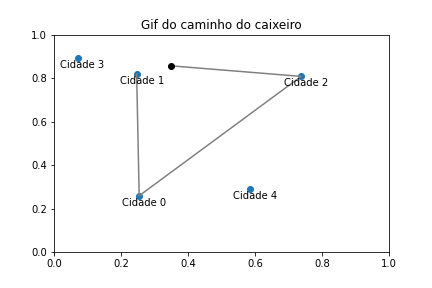 Gif do caminho do caixeiro
1.0
Cidade 3
Cidade 1
Cidade 2
0.8
0.6
0.4
Cidade 4
Cidade 0
0.2
0.0
0.0 0.2 0.4 0.6 0.8 1.0